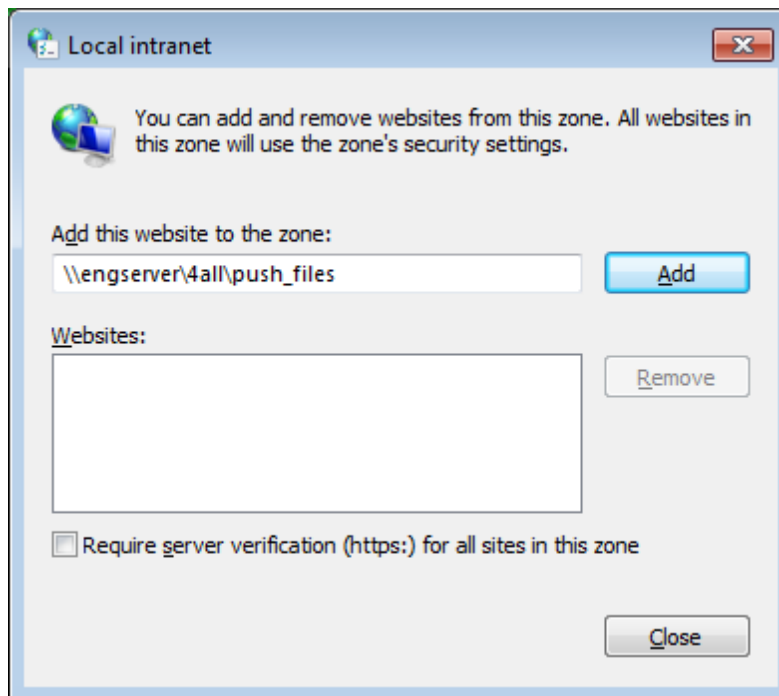 Local intranet
You can add and remove websites from this zone. All websites in
this zone will use the zone's security settings.
Add this website to the zone:
\\engserver\4all\push_files
Add
Websites:
Remove
Require server verification (https:) for all sites in this zone
Close